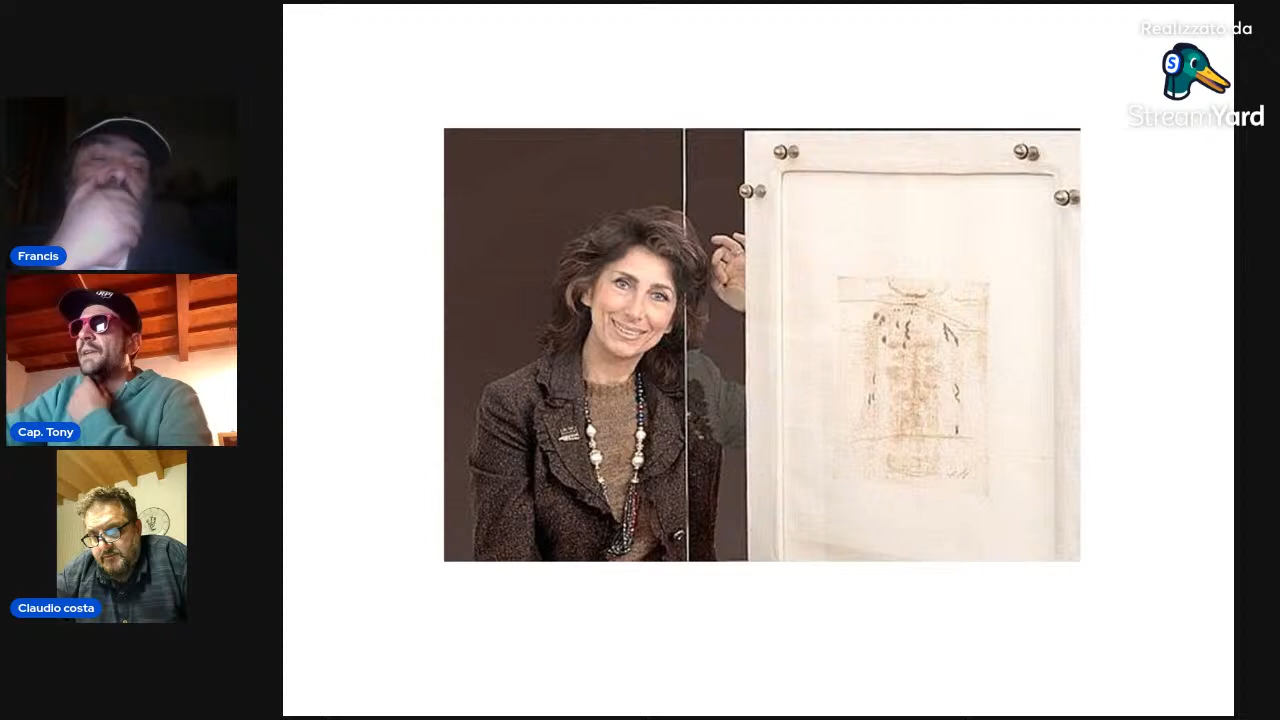 Realizzato da
StreamYard
Francis
Cap. Tony
Claudio costa